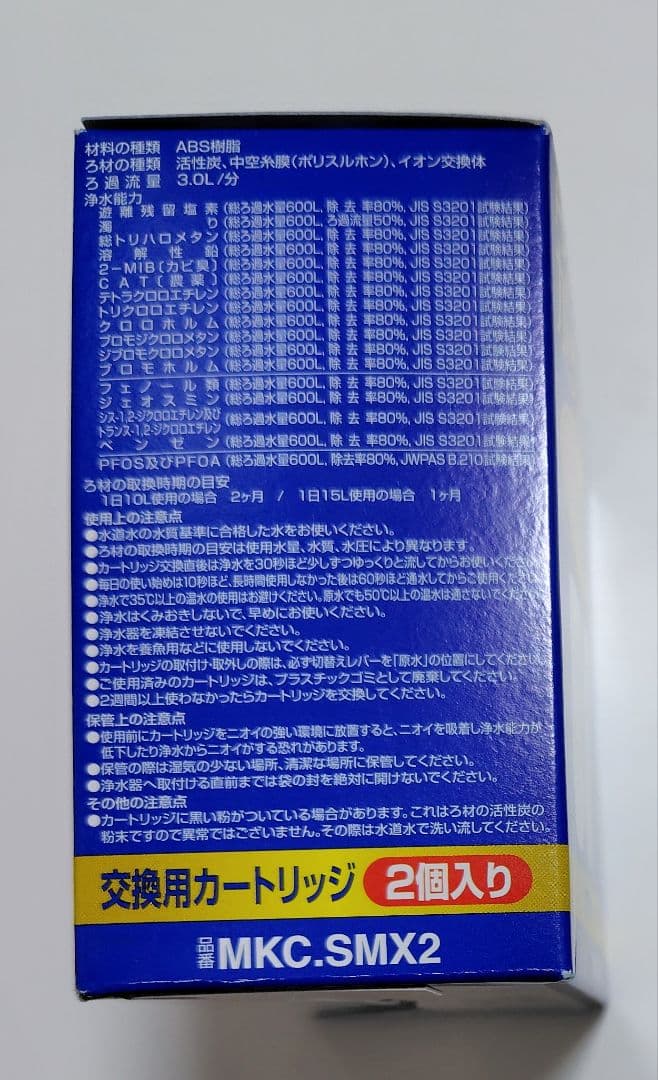 材料の種類 ABS樹脂
ろ材の種類 活性炭、中空糸膜(ポリスルホン)、イオン交換体
ろ過流量 3.0L/分
浄水能力
遊離残留塩素(総ろ過水量600L, 除去率80%, JIS S3201試験結果)
濁り(総ろ過水量600L, ろ過流量50%, JIS S3201試験結果)
総トリハロメタン(総ろ過水量600L, 除去率80%, JIS S3201試験結果)
溶解性鉛(総ろ過水量600L, 除去率80%, JIS S3201試験結果)
2-MIB(カビ臭)(総ろ過水量600L, 除去率80%, JIS S3201試験結果)
CAT(農薬)(総ろ過水量600L, 除去率80%, JIS S3201試験結果)
テトラクロロエチレン(総ろ過水量600L, 除去率80%, JIS S3201試験結果)
トリクロロエチレン(総ろ過水量600L, 除去率80%, JIS S3201試験結果)
クロロホルム(総ろ過水量600L, 除去率80%, JIS S3201試験結果)
ブロモジクロロメタン(総ろ過水量600L, 除去率80%, JIS S3201試験結果)
ジブロモクロロメタン(総ろ過水量600L, 除去率80%, JIS S3201試験結果)
ブロモホルム(総ろ過水量600L, 除去率80%, JIS S3201試験結果)
フェノール類(総ろ過水量600L, 除去率80%, JIS S3201試験結果)
ジェオスミン(総ろ過水量600L, 除去率80%, JIS S3201試験結果)
シス-1,2-ジクロロエチレン及び
トランス-1,2-ジクロロエチレン(総ろ過水量600L, 除去率80%, JIS S3201試験結果)
ベンゼン(総ろ過水量600L, 除去率80%, JIS S3201試験結果)
PFOS及びPFOA(総ろ過水量600L, 除去率80%, JWPAS B.210試験結果)
ろ材の取換時期の目安
1日10L使用の場合 2ヶ月 / 1日15L使用の場合 1ヶ月
使用上の注意点
●水道水の水質基準に合格した水をお使いください。
●ろ材の取換時期の目安は使用水量、水質、水圧により異なります。
●カートリッジ交換直後は浄水を30秒ほど少しずつゆっくりと流してからお使いください
●毎日の使い始めは10秒ほど、長時間使用しなかった後は60秒ほど通水してからご使用ください
●浄水で35℃以上の温水の使用はお避けください。原水でも50℃以上の温水は通さないでください
●浄水はくみおきしないで、早めにお使いください。
●浄水器を凍結させないでください。
●浄水を養魚用などに使用しないでください。
●カートリッジの取付け・取外しの際は、必ず切替えレバーを「原水」の位置にしてください。
●ご使用済みのカートリッジは、プラスチックゴミとして廃棄してください。
●2週間以上使わなかったらカートリッジを交換してください。
保管上の注意点
●使用前にカートリッジをニオイの強い環境に放置すると、ニオイを吸着し浄水能力が
低下したり浄水からニオイがする恐れがあります。
●保管の際は湿気の少ない場所、清潔な場所に保管してください。
●浄水器へ取付ける直前までは袋の封を絶対に開けないでください。
その他の注意点
●カートリッジに黒い粉がついている場合があります。これはろ材の活性炭の
粉末ですので異常ではございません。その際は水道水で洗い流してください。
交換用カートリッジ 2個入り
品番 MKC.SMX2